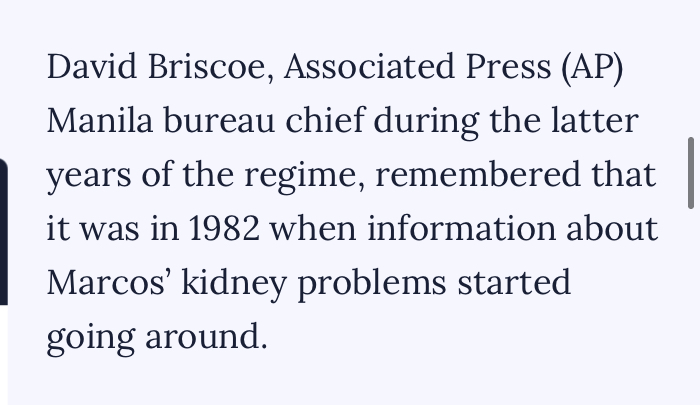 David Briscoe, Associated Press (AP)
Manila bureau chief during the latter
years of the regime, remembered that
it was in 1982 when information about
Marcos’ kidney problems started
going around.